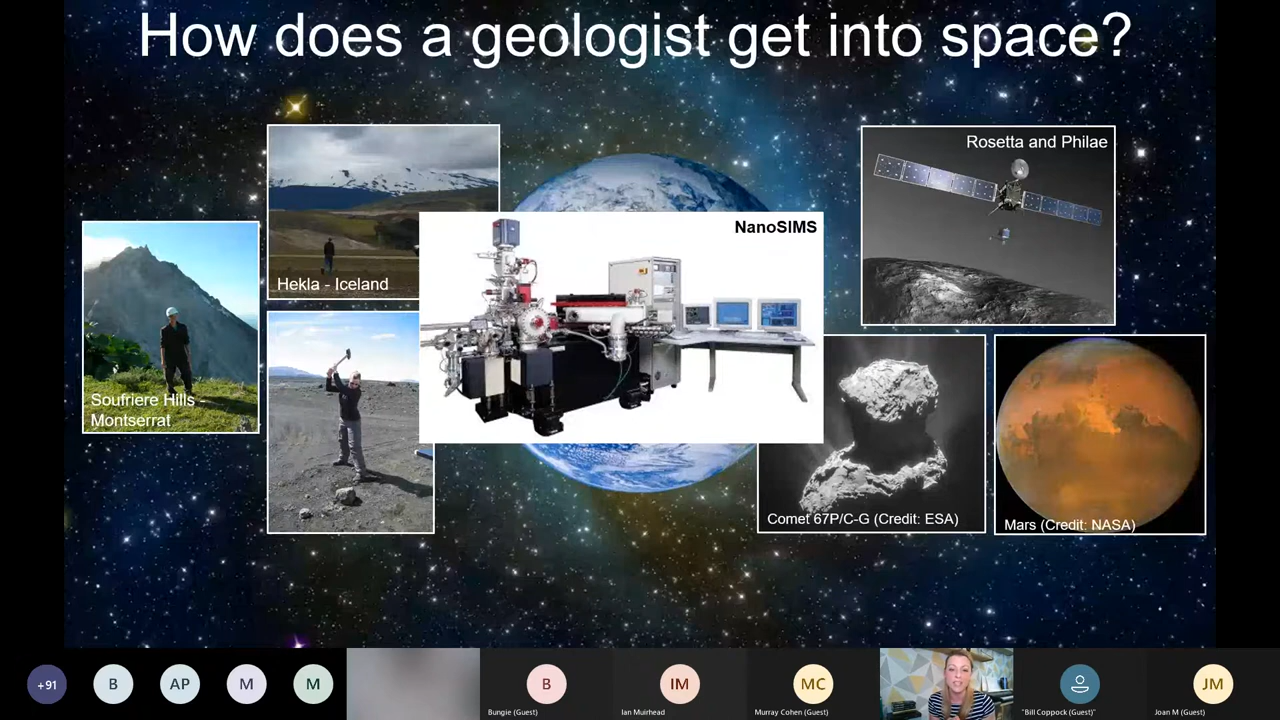 How does a geologist get into space?
Rosetta and Philae
NanoSIMS
Hekla - Iceland
Soufriere Hills -
Montserrat
Comet 67P/C-G (Credit: ESA)
Mars (Credit: NASA)
+91
B
AP
M
M
B
IM
MC
JM
Bungie (Guest)
Ian Muirhead
Murray Cohen (Guest)
"Bill Coppock (Guest)"
Joan M (Guest)